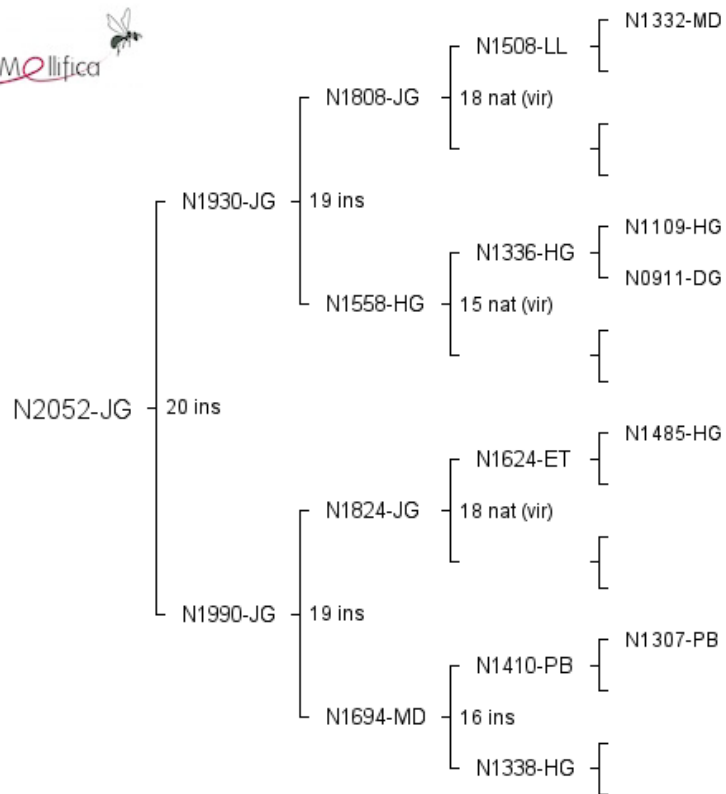 Mellifica
N1332-MD
N1508-LL
N1808-JG
18 nat (vir)
N1930-JG
19 ins
N1109-HG
N1336-HG
N0911-DG
N1558-HG
15 nat (vir)
N2052-JG
20 ins
N1485-HG
N1624-ET
N1824-JG
18 nat (vir)
N1990-JG
19 ins
N1307-PB
N1410-PB
N1694-MD
16 ins
N1338-HG